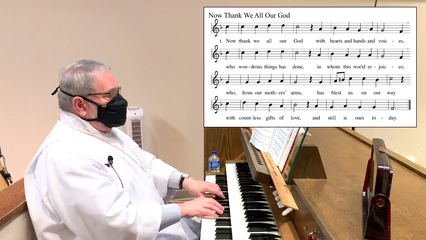 Now Thank We All Our God
1 Now thank we all our God with hearts and hands and voic - es,
who won-drous things has done, in whom this world re - joic - es;
who, from our moth-ers' arms, has blest us on our way
with count-less gifts of love, and still is ours to - day.